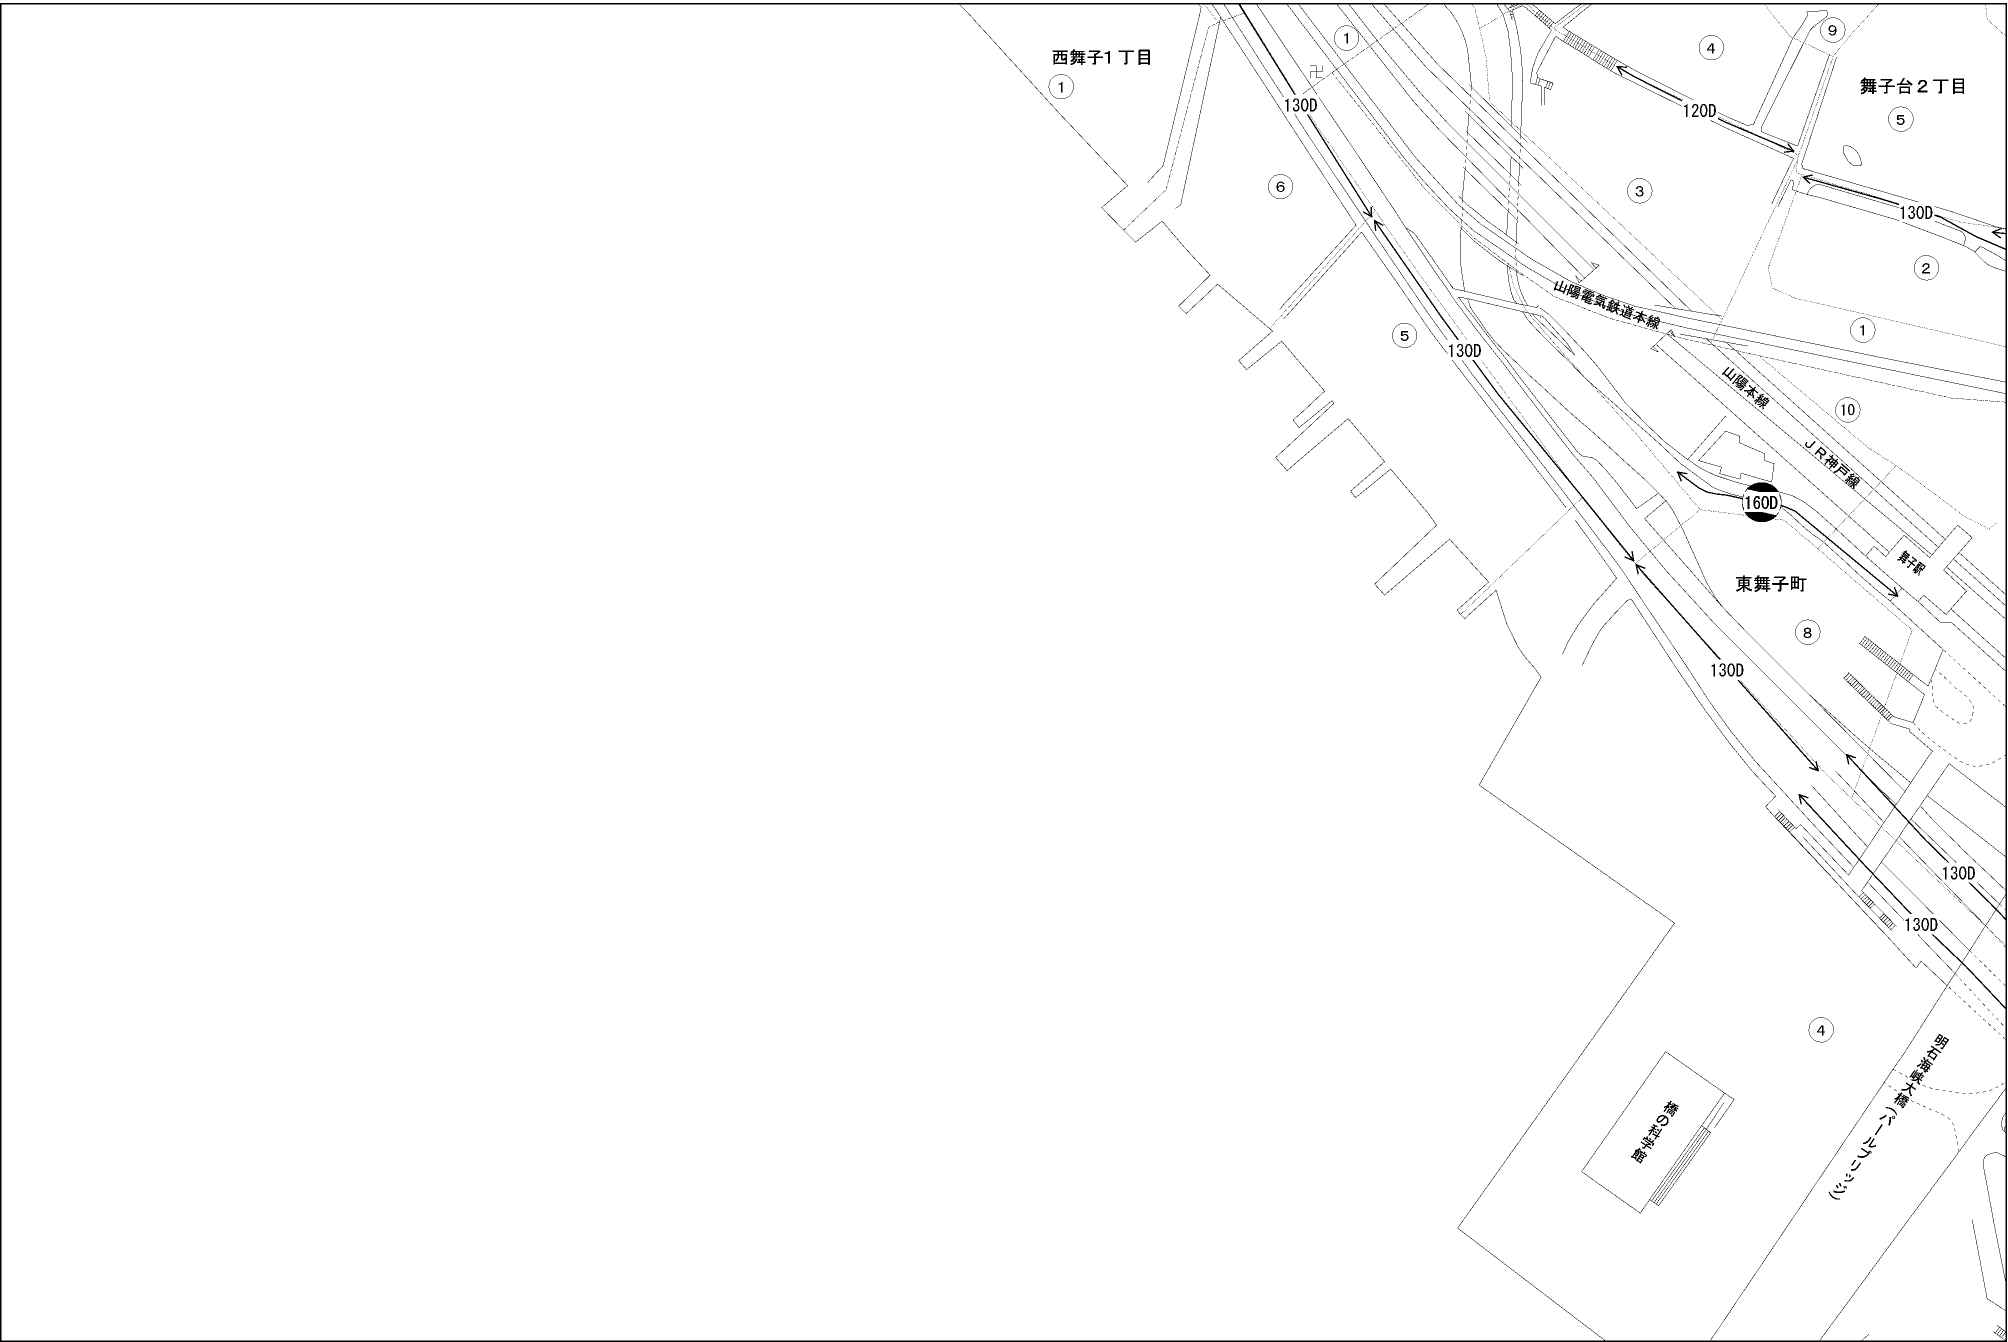 西舞子1丁目
①
①
卍
④
⑨
舞子台2丁目
⑤
130D
120D
⑥
③
130D
②
山陽電気鉄道本線
①
⑤
130D
山陽本線
⑩
JR神戸線
160D
舞子駅
東舞子町
⑧
130D
130D
130D
④
明石海峡大橋(パールブリッジ)
橋の科学館